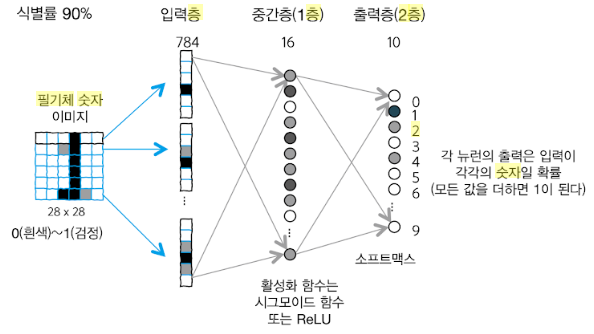 식별률 90%
입력층
중간층(1층)
출력층(2층)
784
16
10
필기체 숫자
이미지
28 x 28
0(흰색)~1(검정)
0
1
2
3
4
5
6
9
각 뉴런의 출력은 입력이
각각의 숫자일 확률
(모든 값을 더하면 1이 된다)
소프트맥스
활성화 함수는
시그모이드 함수
또는 ReLU